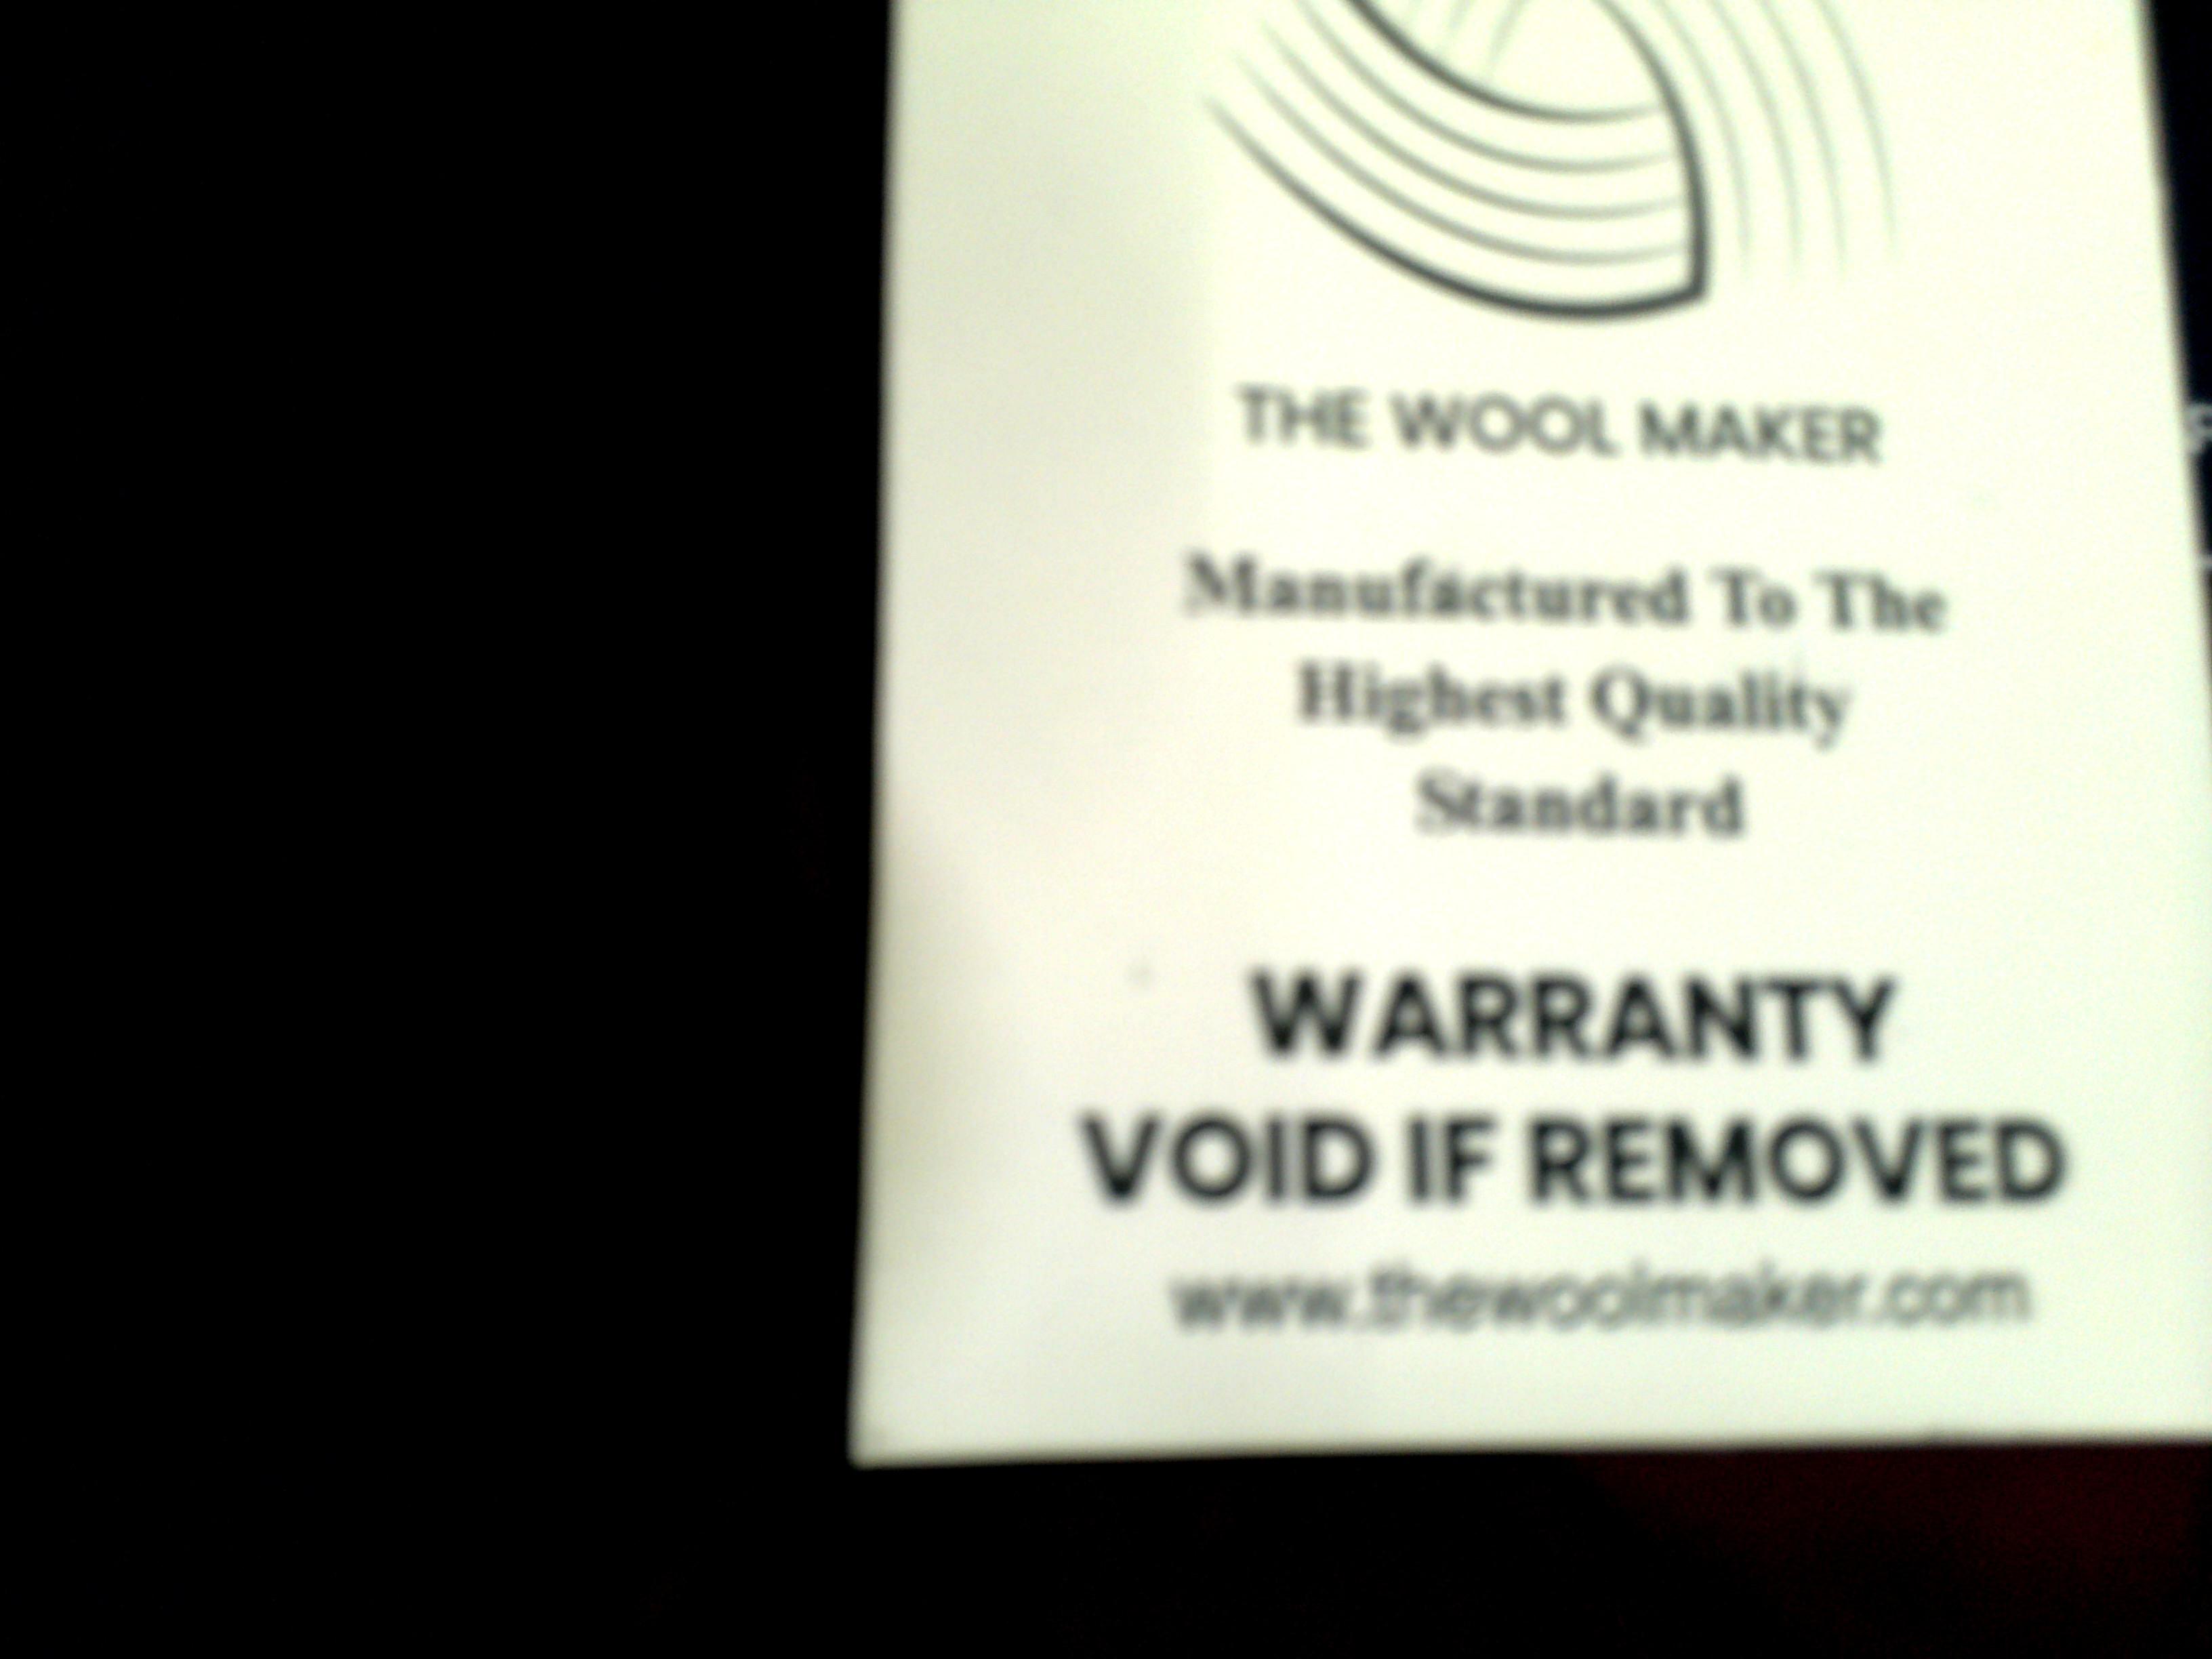 THE WOOL MAKER
Manufactured To The
Highest Quality
Standard
WARRANTY
VOID IF REMOVED
www.thewoolmaker.com